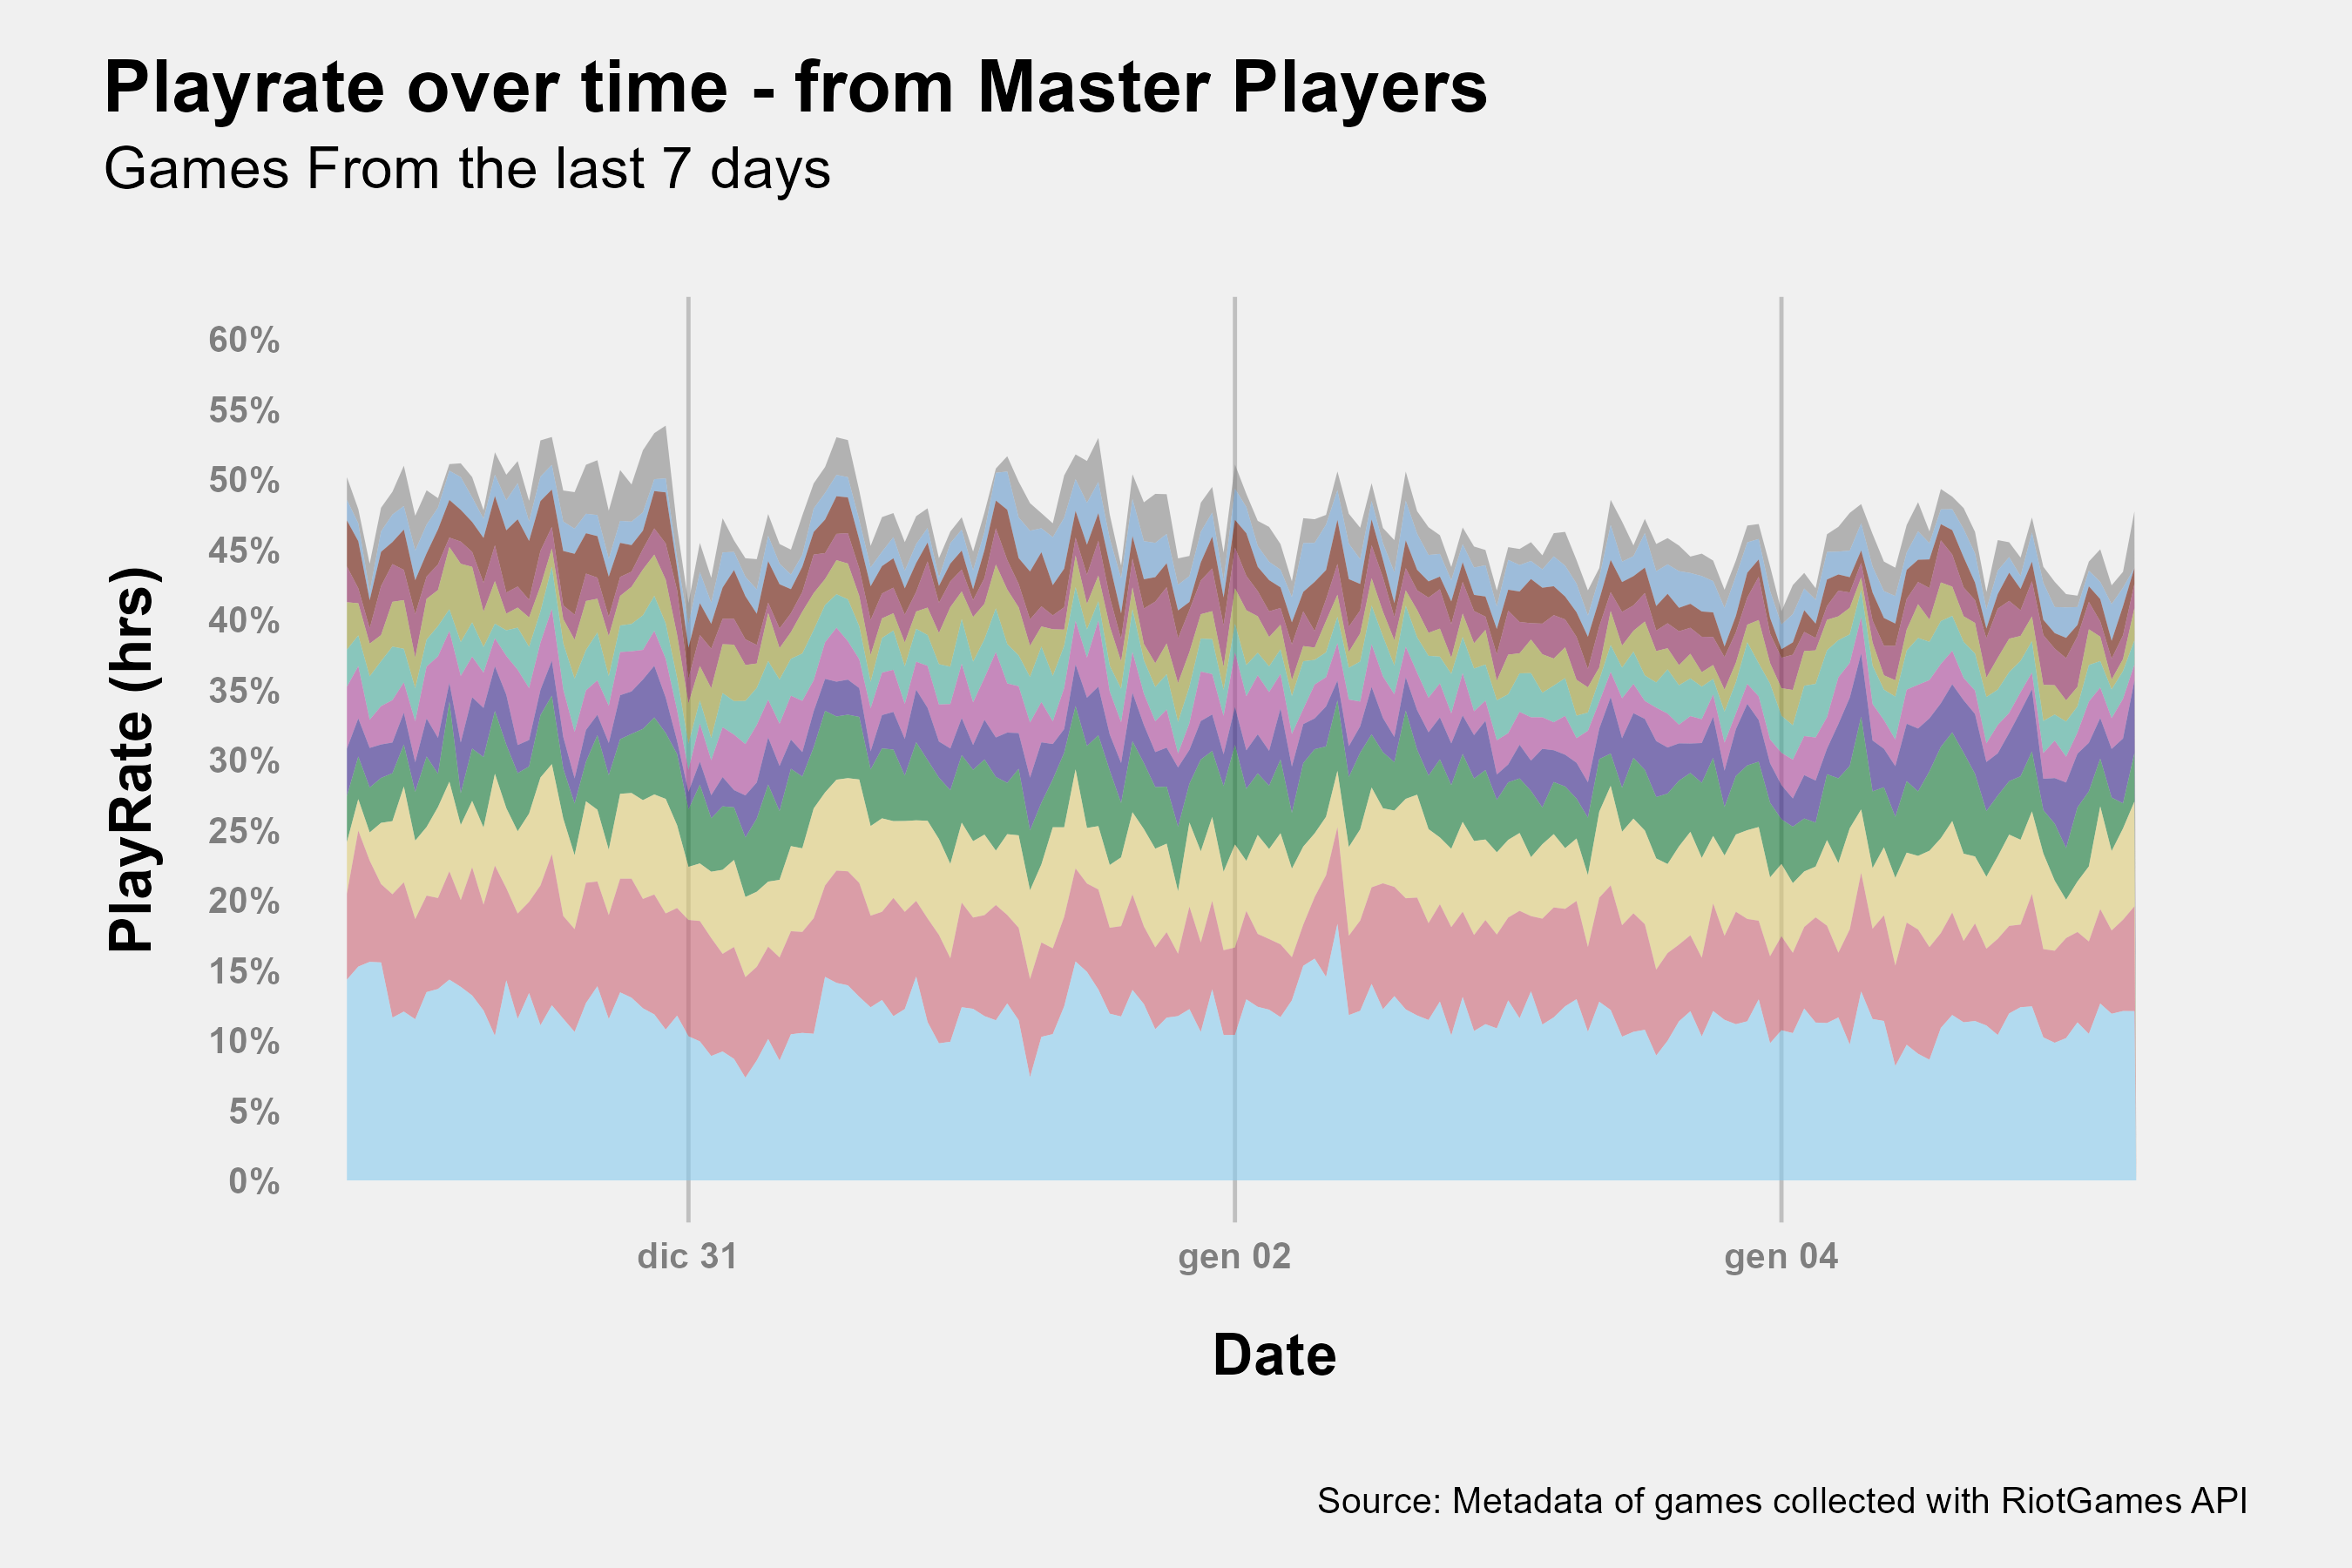 Playrate over time - from Master Players
Games From the last 7 days
PlayRate (hrs)
60%
55%
50%
45%
40%
35%
30%
25%
20%
15%
10%
5%
0%
dic 31
gen 02
gen 04
Date
Source: Metadata of games collected with RiotGames API